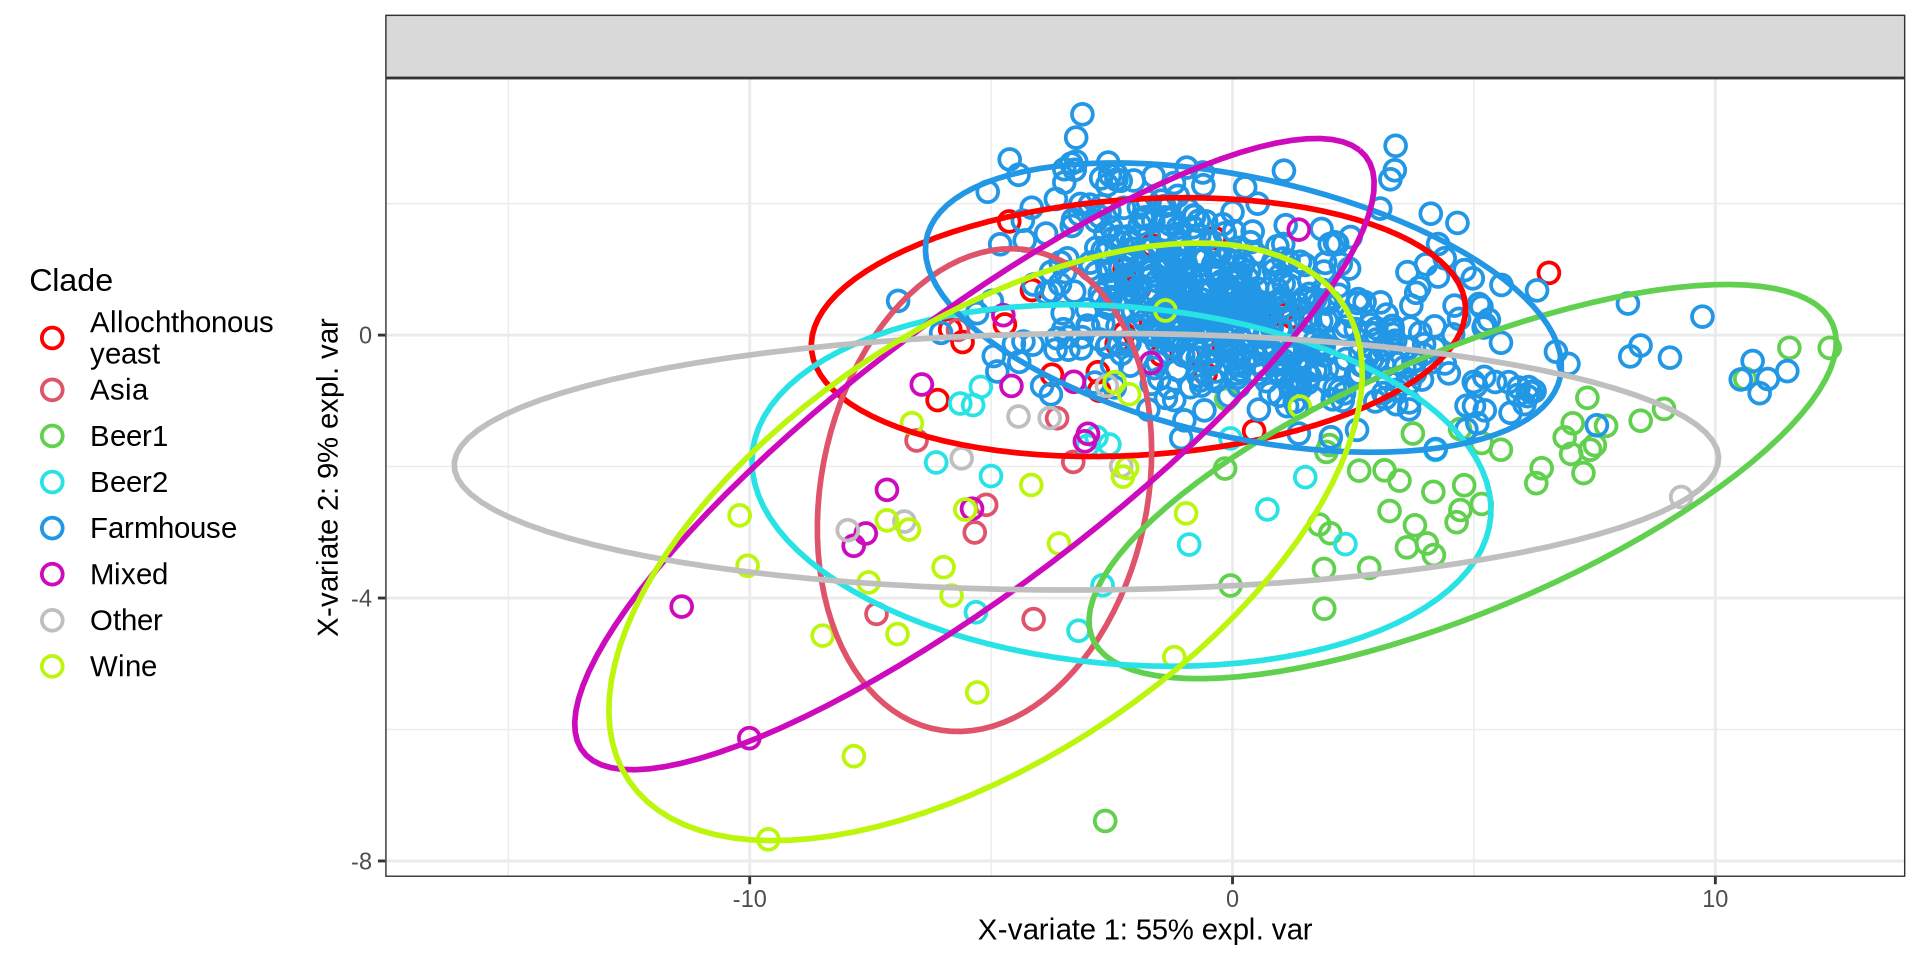 Clade
Allochthonous
yeast
Asia
Beer1
Beer2
Farmhouse
Mixed
Other
Wine
X-variate 2: 9% expl. var
0
-4
-8
-10
0
10
X-variate 1: 55% expl. var